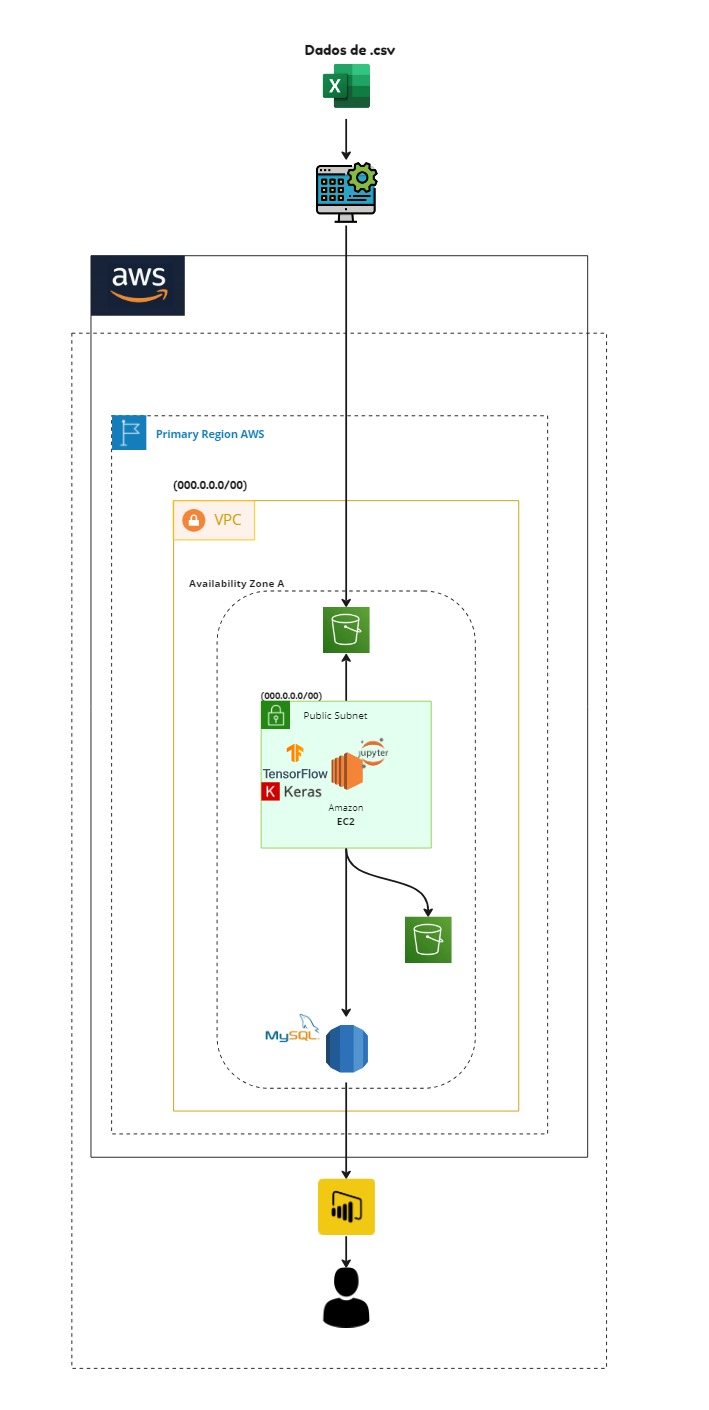 Dados de .csv
X
aws
Primary Region AWS
(000.0.0.0/00)
VPC
Availability Zone A
(000.0.0.0/00)
Public Subnet
jupyter
TensorFlow
K Keras
Amazon
EC2
MySQL